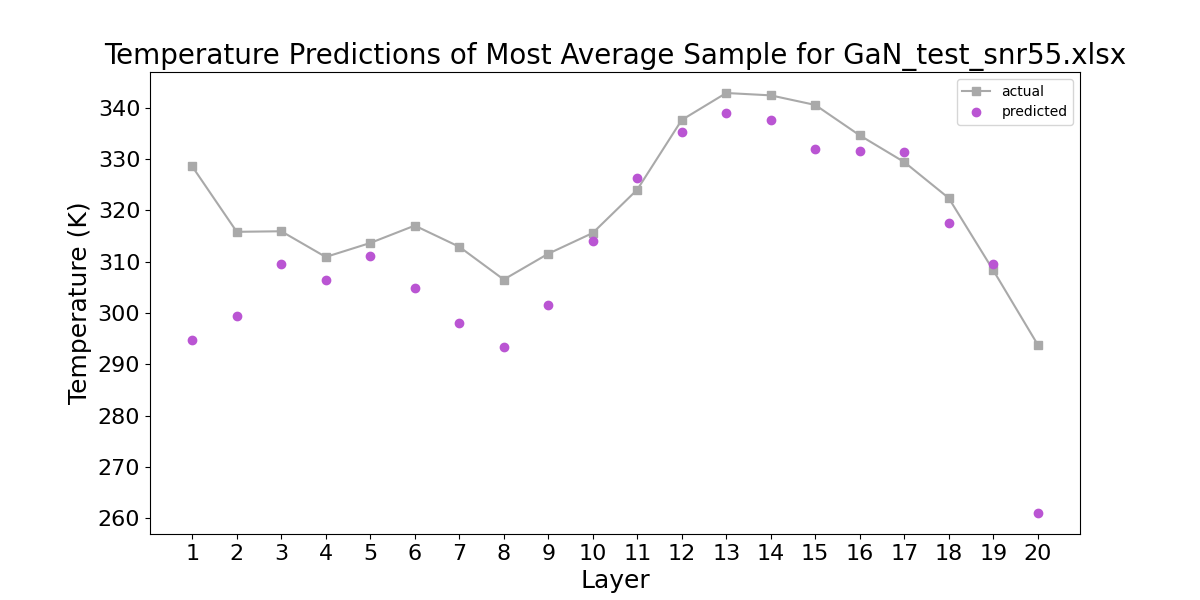 Temperature Predictions of Most Average Sample for GaN_test_snr55.xlsx
actual
predicted
Temperature (K)
340
330
320
310
300
290
280
270
260
1 2 3 4 5 6 7 8 9 10 11 12 13 14 15 16 17 18 19 20
Layer